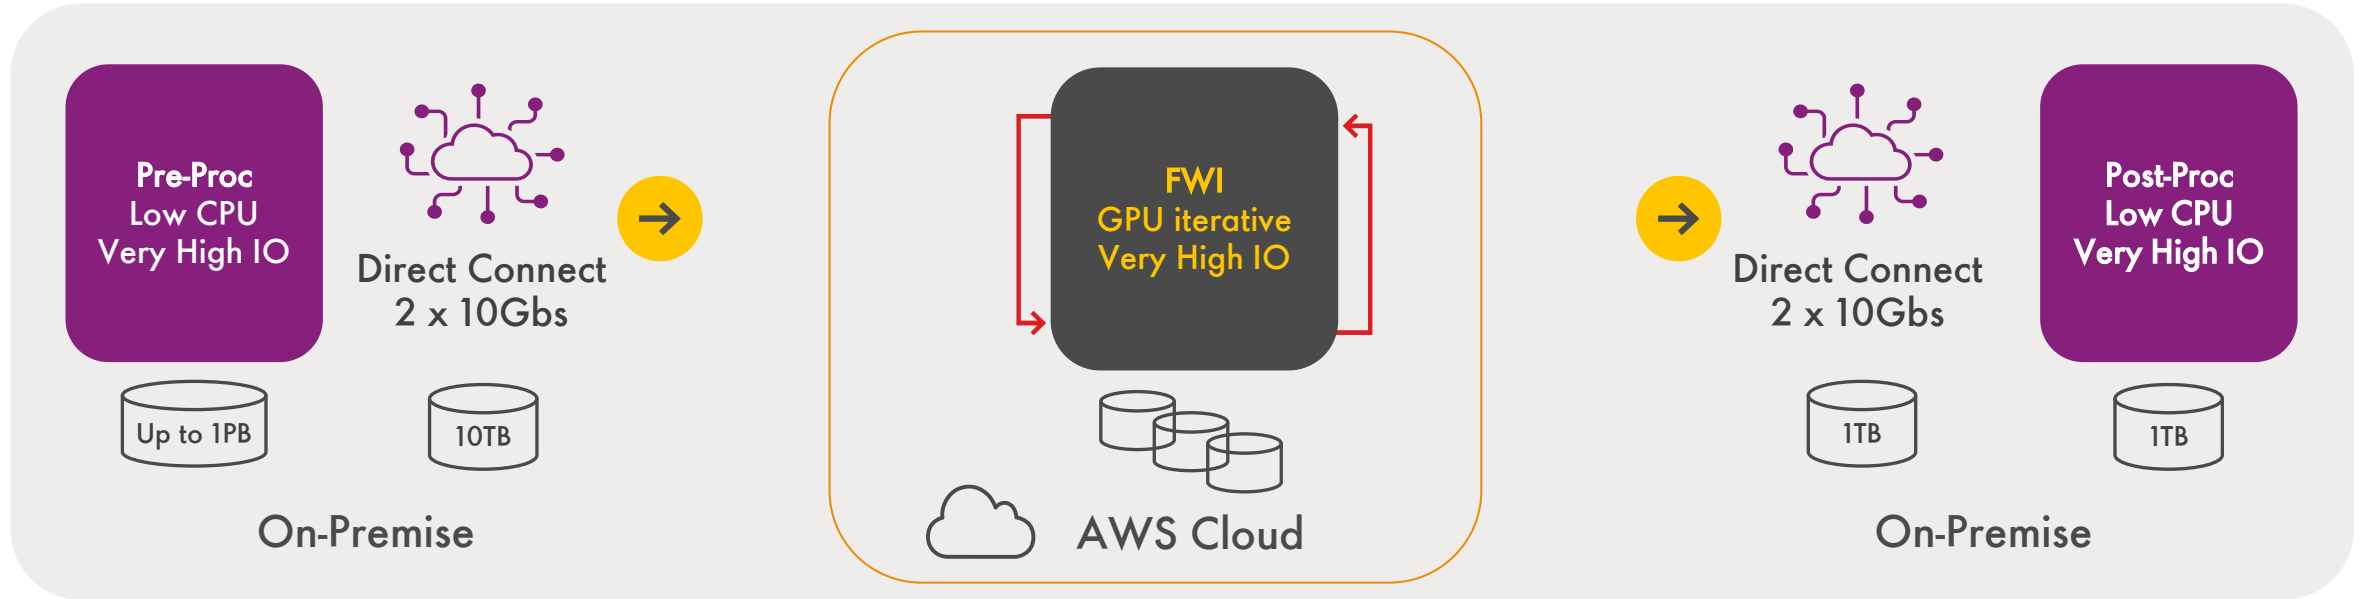 Pre-Proc
Low CPU
Very High IO
Direct Connect
2 x 10Gbs
Up to 1PB
10TB
On-Premise
FWI
GPU iterative
Very High IO
AWS Cloud
Direct Connect
2 x 10Gbs
Post-Proc
Low CPU
Very High IO
1TB
1TB
On-Premise